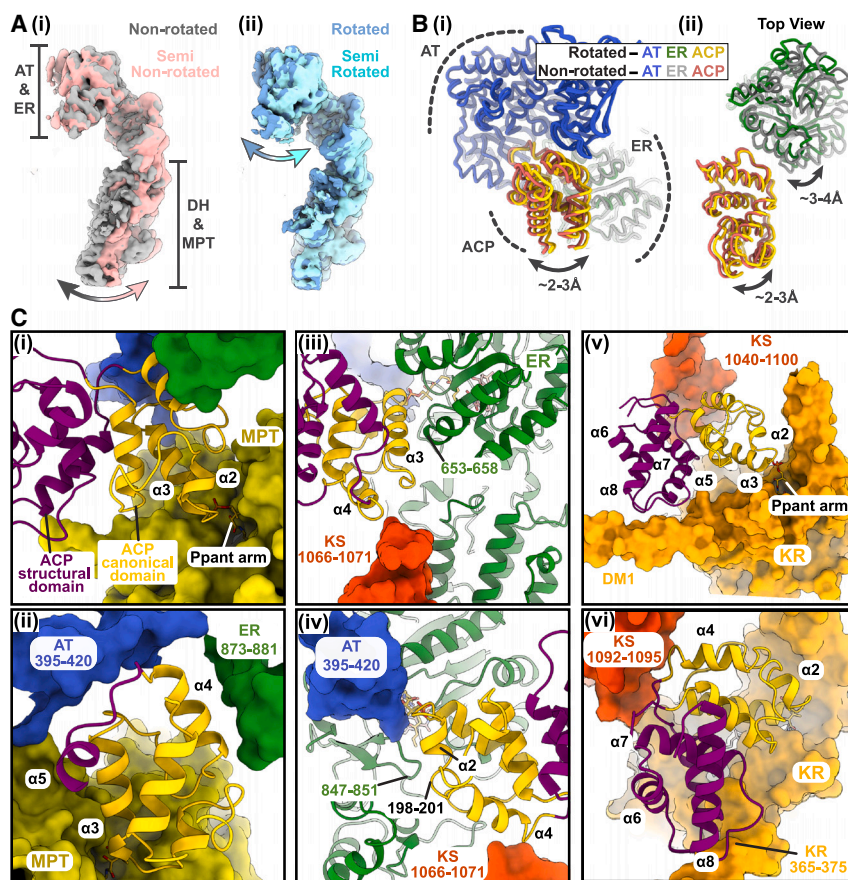 A (i)
Non-rotated
Semi
Non-rotated
AT
&
ER
DH
&
MPT
(ii)
Rotated
Semi
Rotated
B (i)
AT
Rotated – AT ER ACP
Non-rotated – AT ER ACP
ER
ACP
~2-3Å
(ii)
Top View
~3-4Å
~2-3Å
C
(i)
MPT
α3
α2
ACP
structural
domain
ACP
canonical
domain
Ppant arm
(iii)
ER
653-658
α3
α4
KS
1066-1071
(v)
KS
1040-1100
α6
α7
α2
α8
α5
α3
Ppant arm
KR
DM1
(ii)
AT
395-420
ER
873-881
α4
α5
α3
MPT
(iv)
AT
395-420
α2
847-851
198-201
α4
KS
1066-1071
(vi)
KS
1092-1095
α4
α2
α7
KR
α6
α8
KR
365-375